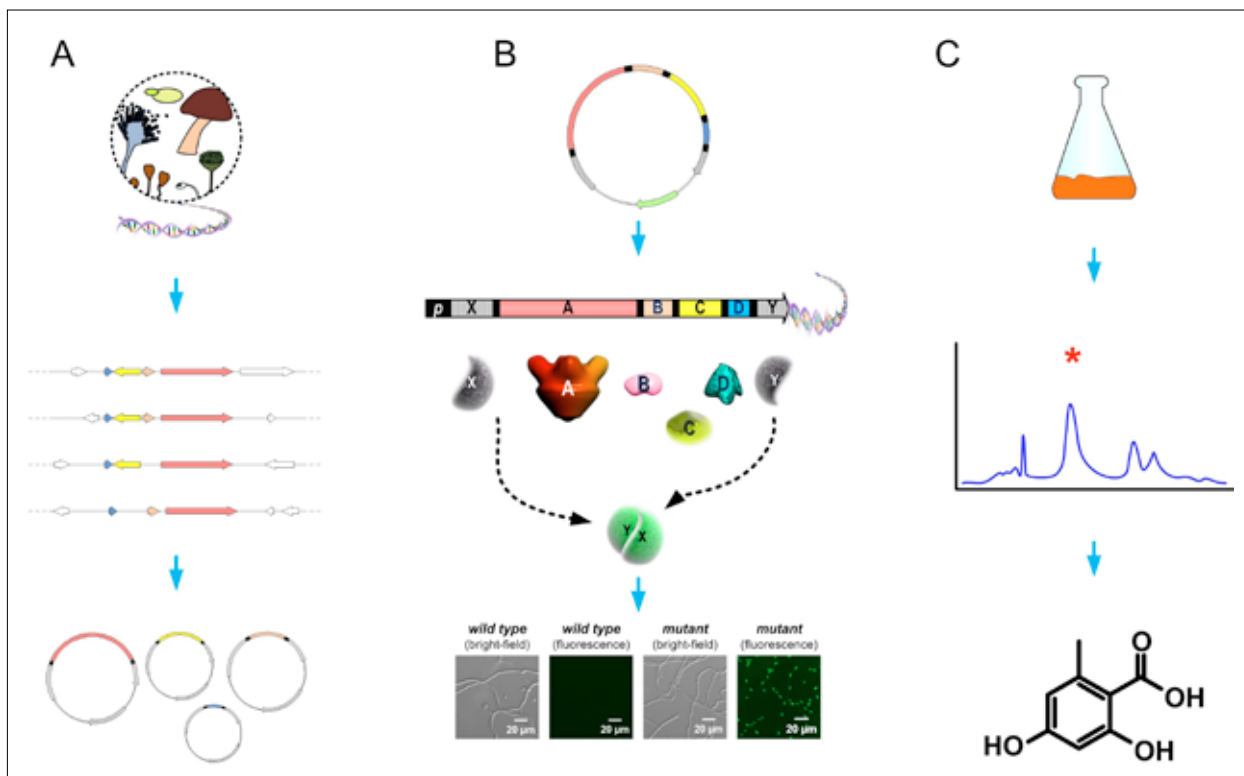 A
B
C
p X A B C D Y
X
A
B
D
Y
C
Y X
*
wild type wild type mutant mutant
(bright-field) (fluorescence) (bright-field) (fluorescence)
20 µm 20 µm 20 µm 20 µm
O
OH
HO OH